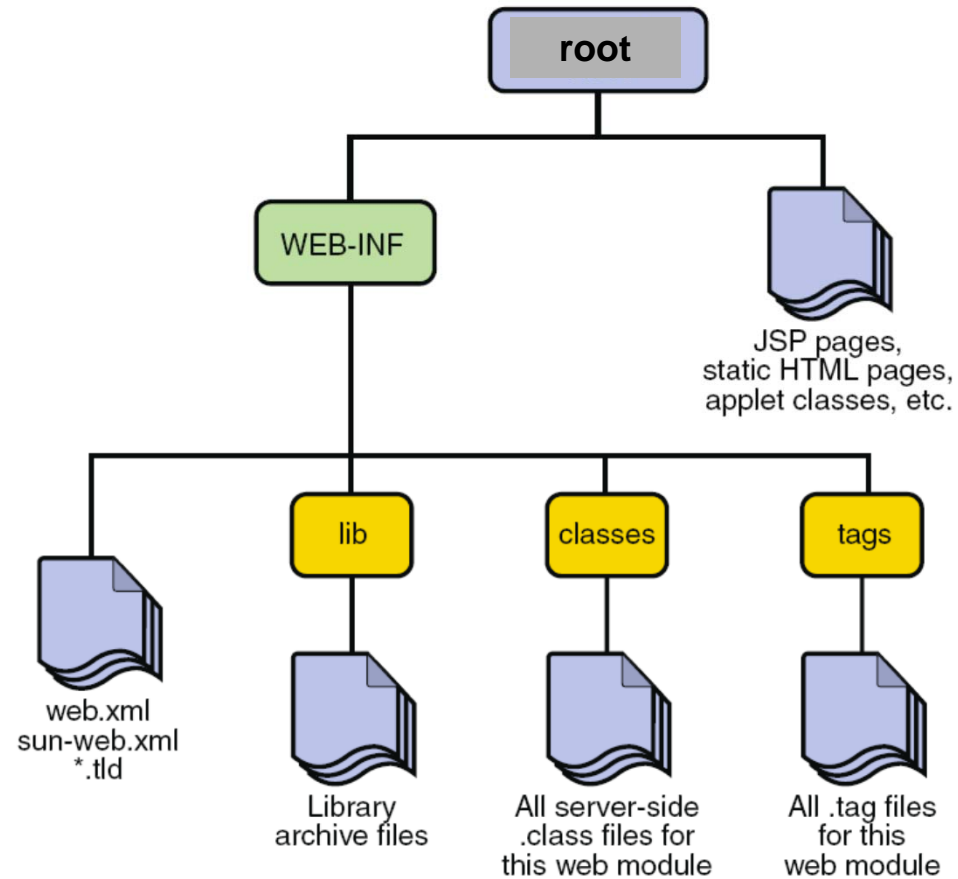 root
WEB-INF
JSP pages,
static HTML pages,
applet classes, etc.
lib
classes
tags
web.xml
sun-web.xml
*.tld
Library
archive files
All server-side
.class files for
this web module
All .tag files
for this
web module